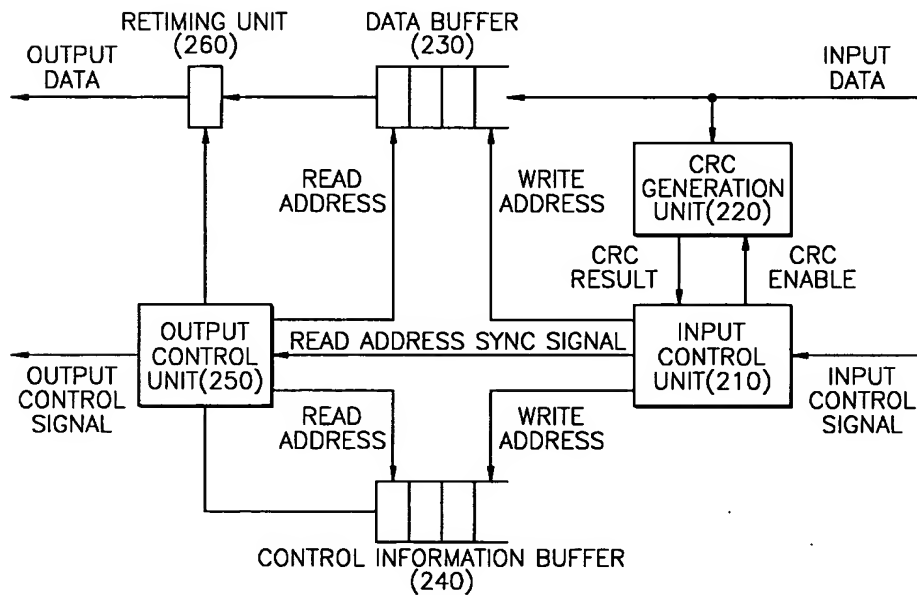 RETIMING UNIT
(260)
DATA BUFFER
(230)
OUTPUT
DATA
INPUT
DATA
READ
ADDRESS
WRITE
ADDRESS
CRC
GENERATION
UNIT(220)
CRC
RESULT
CRC
ENABLE
OUTPUT
CONTROL
UNIT(250)
READ ADDRESS SYNC SIGNAL
INPUT
CONTROL
UNIT(210)
OUTPUT
CONTROL
SIGNAL
INPUT
CONTROL
SIGNAL
READ
ADDRESS
WRITE
ADDRESS
CONTROL INFORMATION BUFFER
(240)